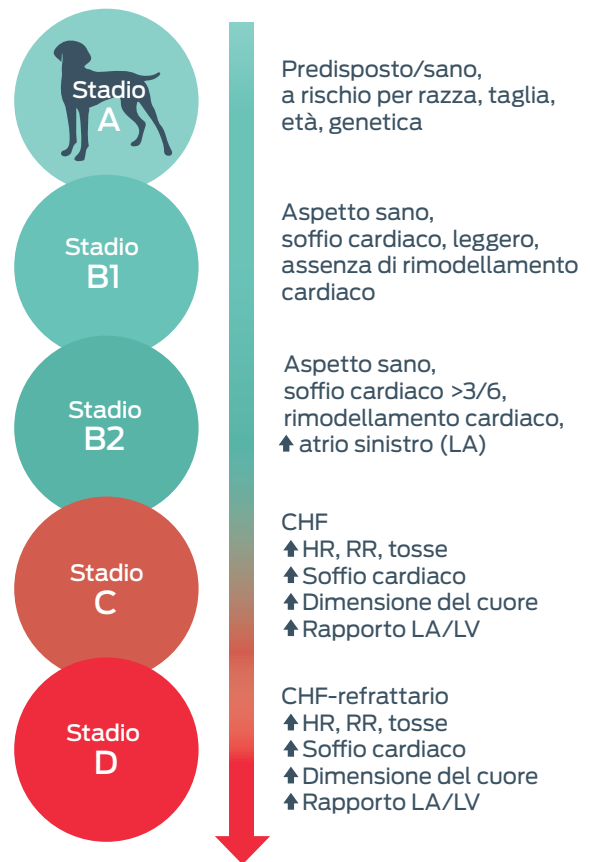 Stadio
A
Predisposto/sano,
a rischio per razza, taglia,
età, genetica
Stadio
B1
Aspetto sano,
soffio cardiaco, leggero,
assenza di rimodellamento
cardiaco
Stadio
B2
Aspetto sano,
soffio cardiaco >3/6,
rimodellamento cardiaco,
↑ atrio sinistro (LA)
Stadio
C
CHF
↑ HR, RR, tosse
↑ Soffio cardiaco
↑ Dimensione del cuore
↑ Rapporto LA/LV
Stadio
D
CHF-refrattario
↑ HR, RR, tosse
↑ Soffio cardiaco
↑ Dimensione del cuore
↑ Rapporto LA/LV